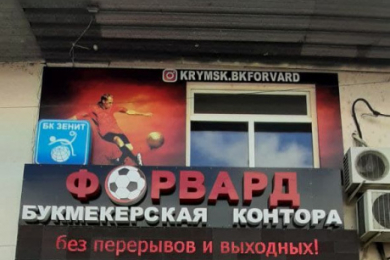 KRYMSK.BKFORVARD
БК ЗЕНИТ
ФОРВАРД
БУКМЕКЕРСКАЯ КОНТОРА
без перерывов и выходных!